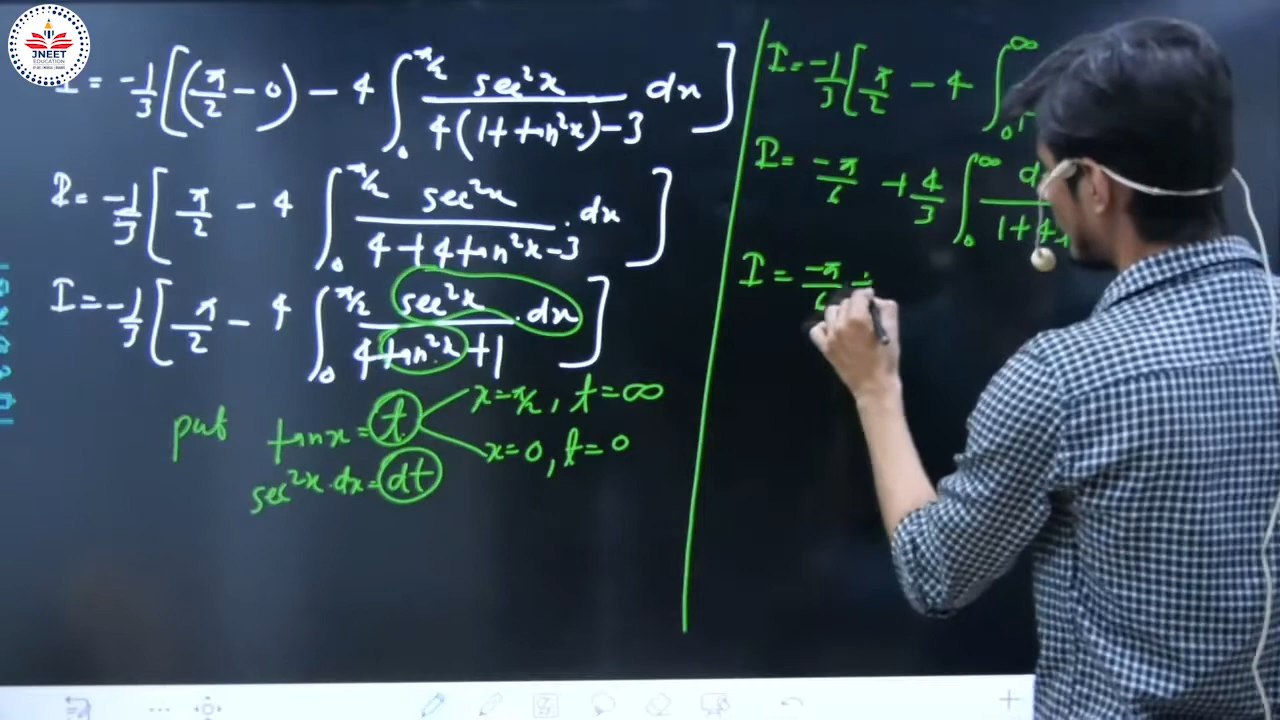 JNEET
EDUCATION
I = -1/3 [(π/2 - 0) - 4 ∫₀^{π/2} sec²x / (4(1 + tan²x) - 3) dx]
I = -1/3 [π/2 - 4 ∫₀^{π/2} sec²x / (4 + 4tan²x - 3) . dx]
I = -1/3 [π/2 - 4 ∫₀^{π/2} sec²x / (4tan²x + 1) . dx]
put tanx = t
x = π/2, t = ∞
x = 0, t = 0
sec²x . dx = dt
I = -1/3 [π/2 - 4 ∫₀^∞
I = -π/6 + 4/3 ∫₀^∞ d / 1 + 4
I = -π/6 +